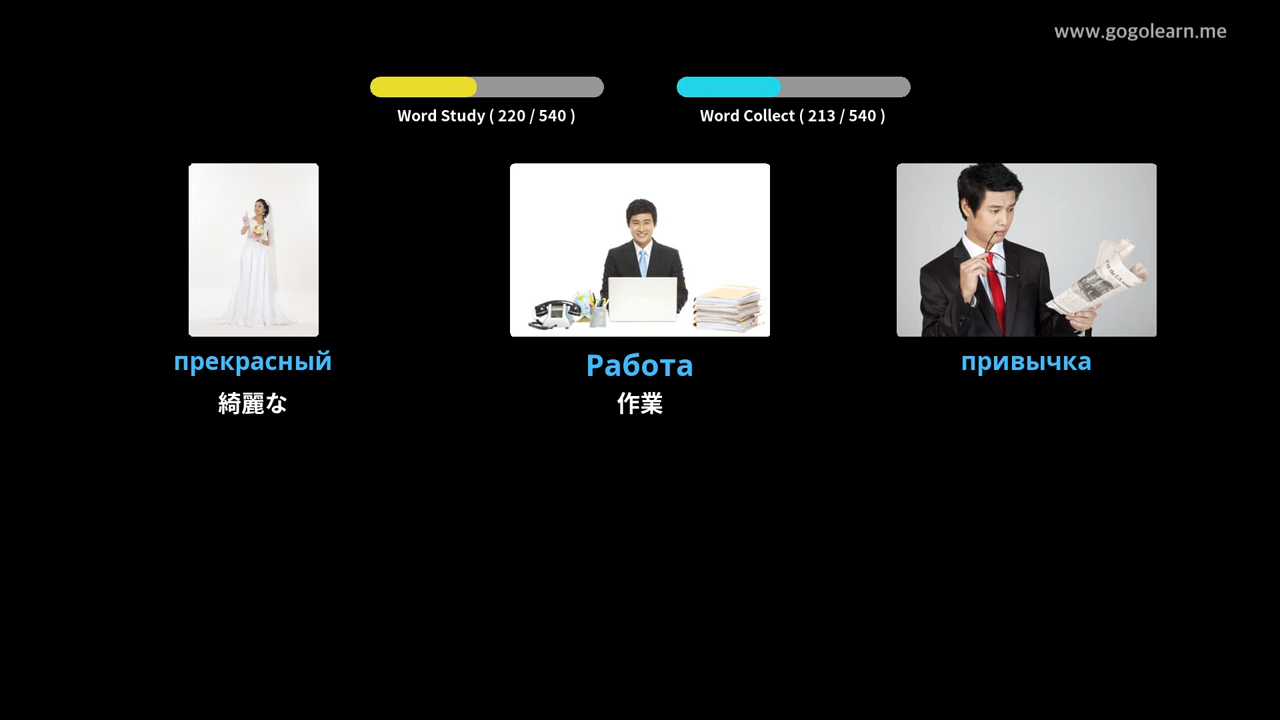 www.gogolearn.me
Word Study ( 220 / 540 )
Word Collect ( 213 / 540 )
прекрасный
綺麗な
Работа
作業
привычка